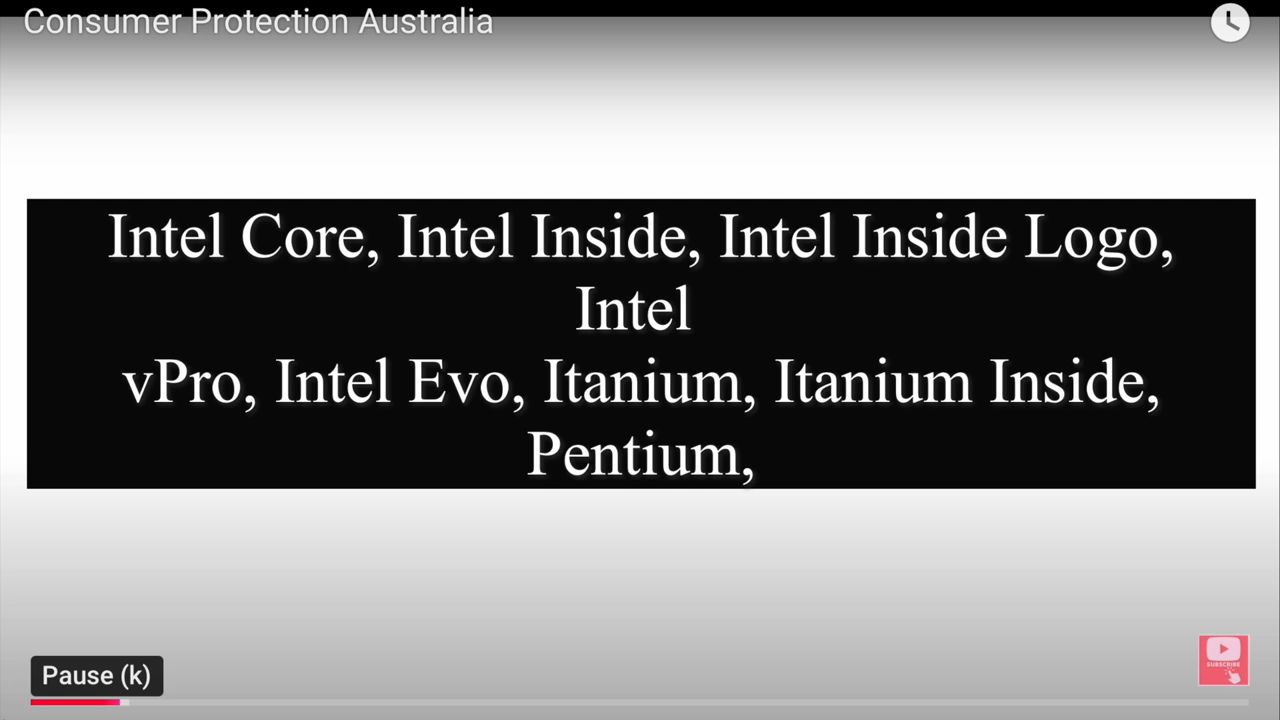 Consumer Protection Australia
Intel Core, Intel Inside, Intel Inside Logo,
Intel
vPro, Intel Evo, Itanium, Itanium Inside,
Pentium,
SUBSCRIBE
Pause (k)